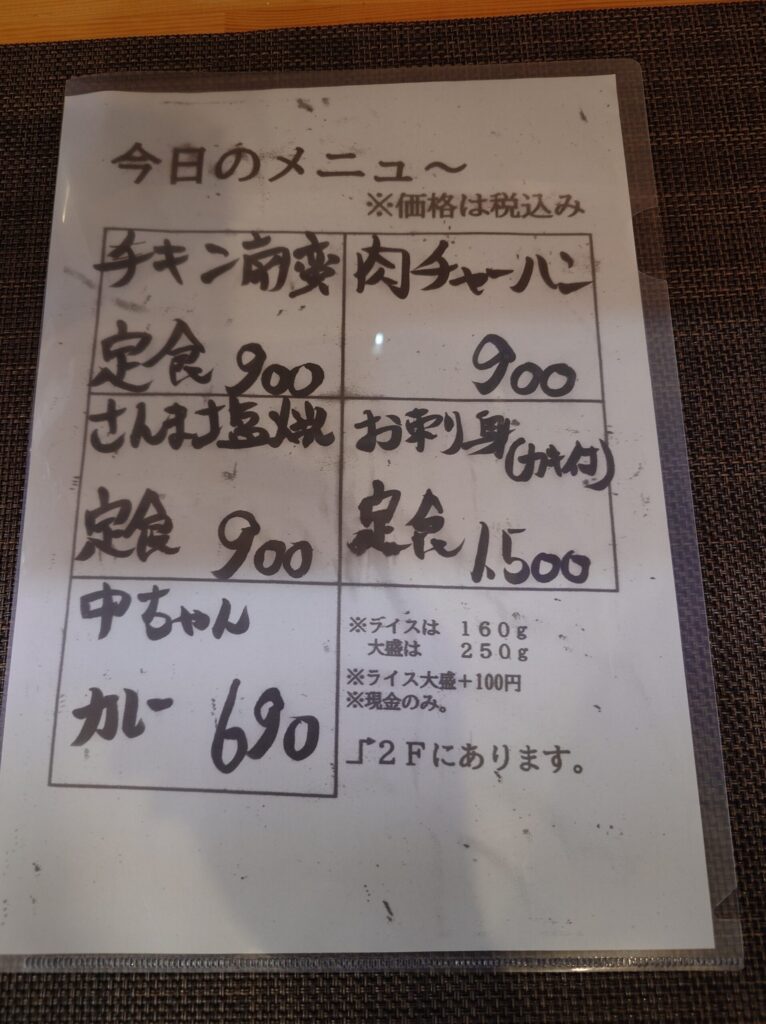 今日のメニュ～
※価格は税込み
チキン南蛮
定食 900
肉チャーハン
900
さんま塩焼
定食 900
お刺身(カキ付)
定食 1.500
中ちゃん
カレー 690
※ライスは 160g
大盛は 250g
※ライス大盛+100円
※現金のみ。
2Fにあります。